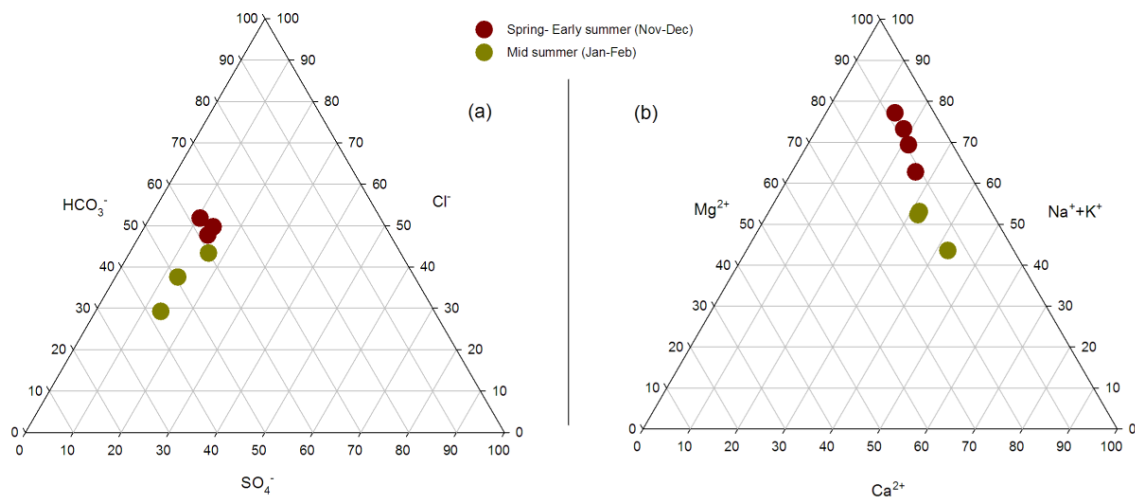 Spring- Early summer (Nov-Dec)
Mid summer (Jan-Feb)
(a)
100 100
90 90
80 80
70 70
60 60
50 50
40 40
30 30
20 20
10 10
0 0
0 10 20 30 40 50 60 70 80 90 100
HCO₃⁻
Cl⁻
SO₄⁻
(b)
100 100
90 90
80 80
70 70
60 60
50 50
40 40
30 30
20 20
10 10
0 0
0 10 20 30 40 50 60 70 80 90 100
Mg²⁺
Na⁺+K⁺
Ca²⁺